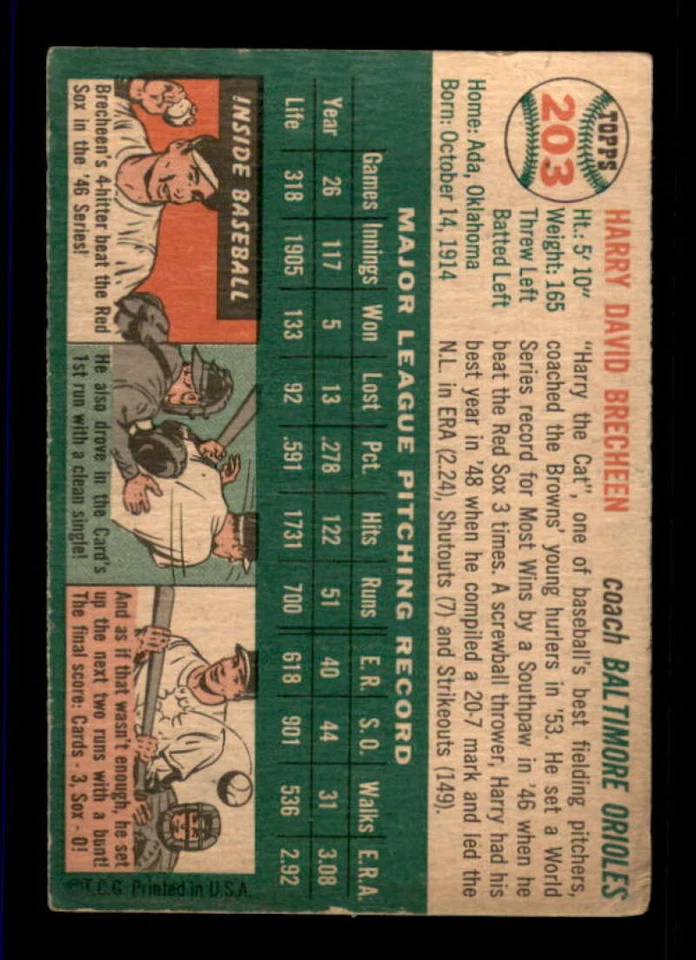 TOPPS
203
HARRY DAVID BRECHEEN
coach BALTIMORE ORIOLES
Ht.: 5' 10"
Weight: 165
Threw Left
Batted Left
Home: Ada, Oklahoma
Born: October 14, 1914
"Harry the Cat", one of baseball's best fielding pitchers,
coached the Browns' young hurlers in '53. He set a World
Series record for Most Wins by a Southpaw in '46 when he
beat the Red Sox 3 times. A screwball thrower, Harry had his
best year in '48 when he compiled a 20-7 mark and led the
N.L. in ERA (2.24), Shutouts (7) and Strikeouts (149).
MAJOR LEAGUE PITCHING RECORD
Games Innings Won Lost Pct. Hits Runs E.R. S.O. Walks E.R.A.
Year 26 117 5 13 .278 122 51 40 44 31 3.08
Life 318 1905 133 92 .591 1731 700 618 901 536 2.92
INSIDE BASEBALL
Brecheen's 4-hitter beat the Red
Sox in the '46 Series!
He also drove in the Card's
1st run with a clean single!
And as if that wasn't enough, he set
up the next two runs with a bunt!
The final score: Cards - 3, Sox - 0!
©T.C.G. Printed in U.S.A.